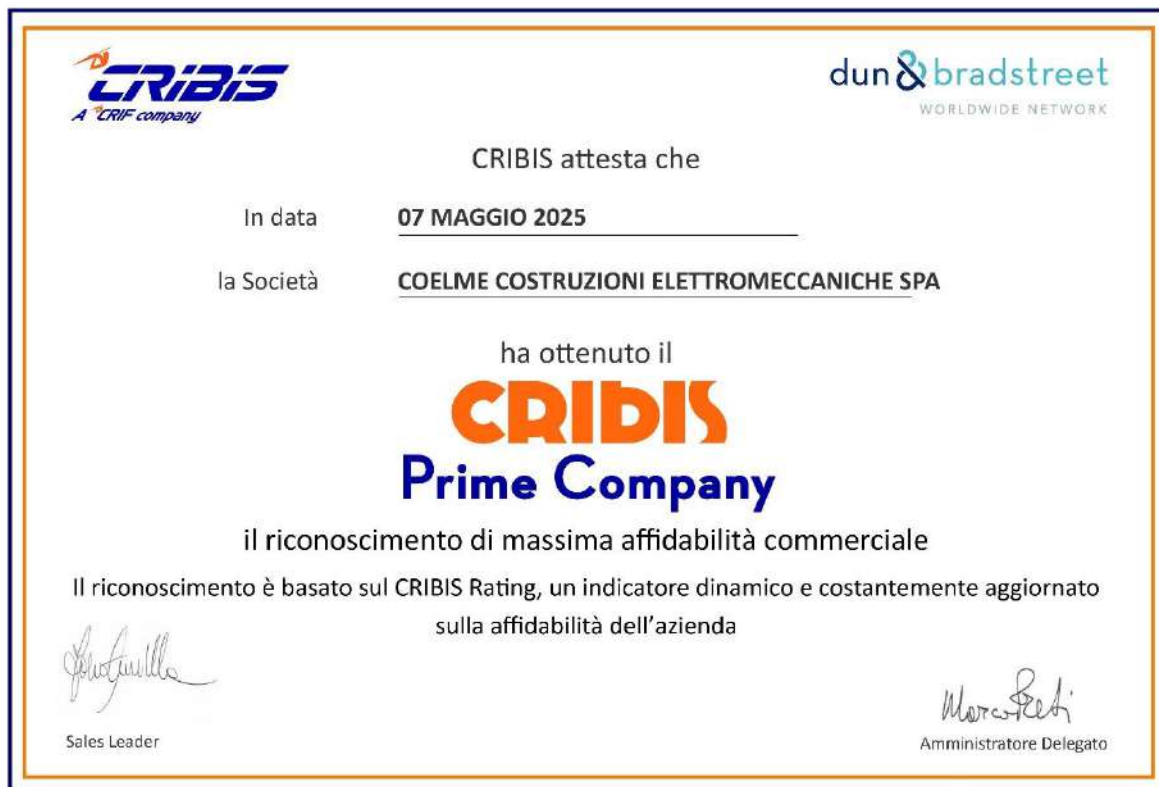 CRIBIS
A CRIF company
dun & bradstreet
WORLDWIDE NETWORK
CRIBIS attesta che
In data 07 MAGGIO 2025
la Società COELME COSTRUZIONI ELETTROMECCANICHE SPA
ha ottenuto il
CRIBIS
Prime Company
il riconoscimento di massima affidabilità commerciale
Il riconoscimento è basato sul CRIBIS Rating, un indicatore dinamico e costantemente aggiornato
sulla affidabilità dell'azienda
Marco Preti
Sales Leader
Amministratore Delegato